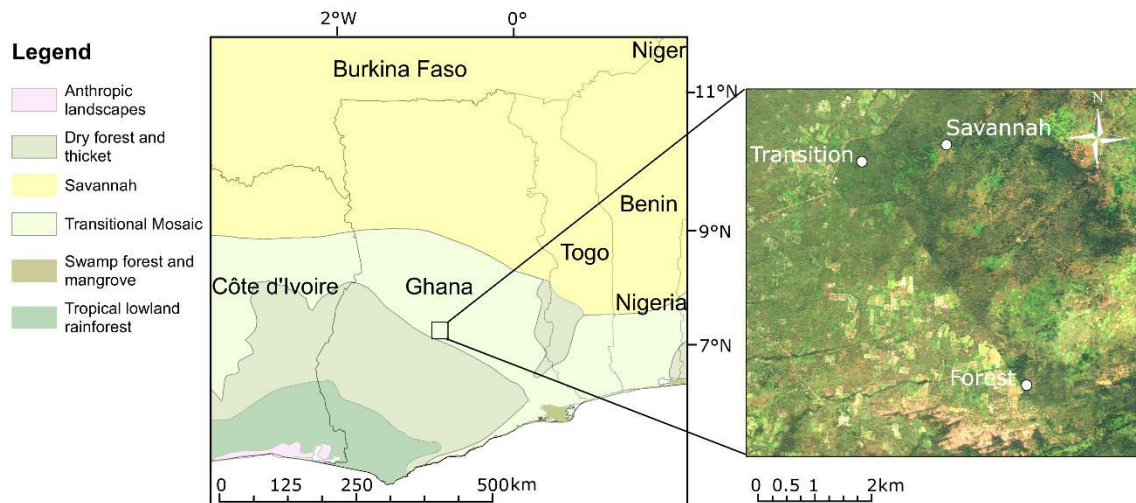 2°W
0°
Legend
Anthropic
landscapes
Dry forest and
thicket
Savannah
Transitional Mosaic
Swamp forest and
mangrove
Tropical lowland
rainforest
Niger
Burkina Faso
11°N
Benin
9°N
Togo
Côte d'Ivoire
Ghana
Nigeria
7°N
0 125 250 500km
N
Savannah
Transition
Forest
0 0.5 1 2km